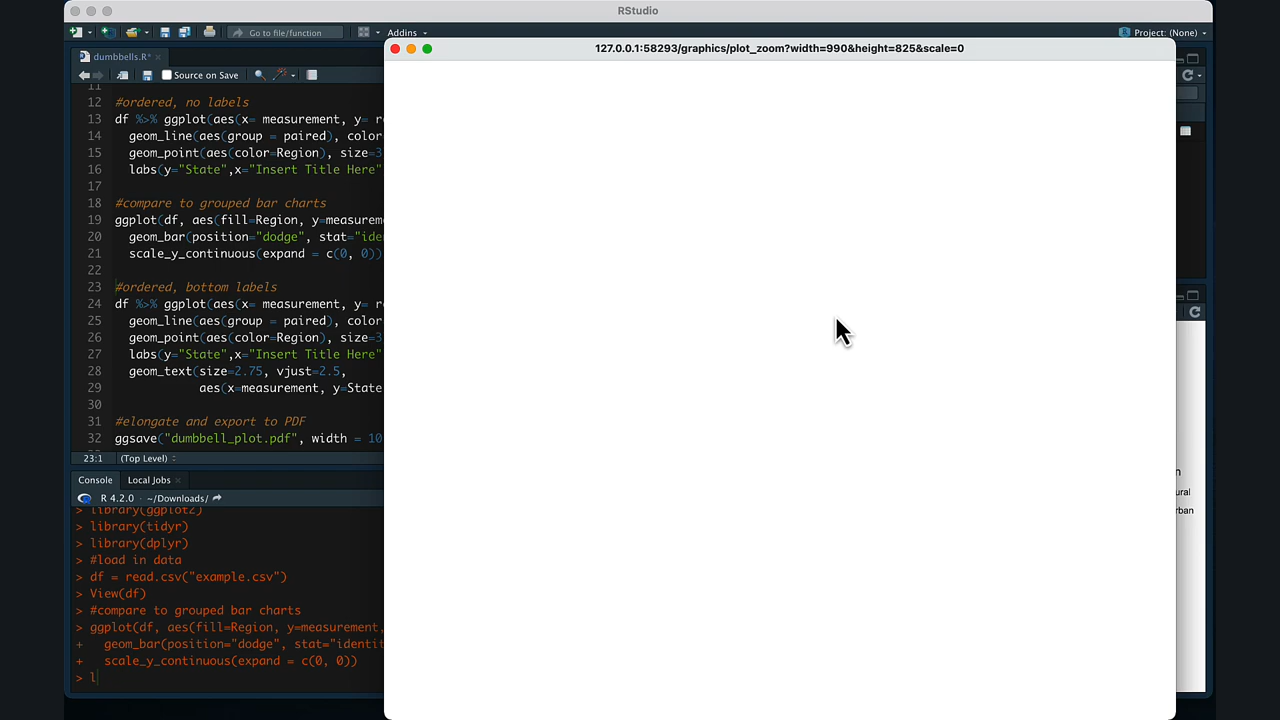 RStudio
Go to file/function
Addins
Project: (None)
127.0.0.1:58293/graphics/plot_zoom?width=990&height=825&scale=0
dumbbells.R*
Source on Save
11
12 #ordered, no labels
13 df %>% ggplot(aes(x= measurement, y= r
14 geom_line(aes(group = paired), color
15 geom_point(aes(color=Region), size=3
16 labs(y="State",x="Insert Title Here"
17
18 #compare to grouped bar charts
19 ggplot(df, aes(fill=Region, y=measurem
20 geom_bar(position="dodge", stat="ide
21 scale_y_continuous(expand = c(0, 0))
22
23 #ordered, bottom labels
24 df %>% ggplot(aes(x= measurement, y= r
25 geom_line(aes(group = paired), color
26 geom_point(aes(color=Region), size=3
27 labs(y="State",x="Insert Title Here"
28 geom_text(size=2.75, vjust=2.5,
29 aes(x=measurement, y=State
30
31 #elongate and export to PDF
32 ggsave("dumbbell_plot.pdf", width = 10
23:1 (Top Level)
Console Local Jobs
R 4.2.0 · ~/Downloads/
> library(ggplot2)
> library(tidyr)
> library(dplyr)
> #load in data
> df = read.csv("example.csv")
> View(df)
> #compare to grouped bar charts
> ggplot(df, aes(fill=Region, y=measurement,
+ geom_bar(position="dodge", stat="identit
+ scale_y_continuous(expand = c(0, 0))
> l
n
ural
rban